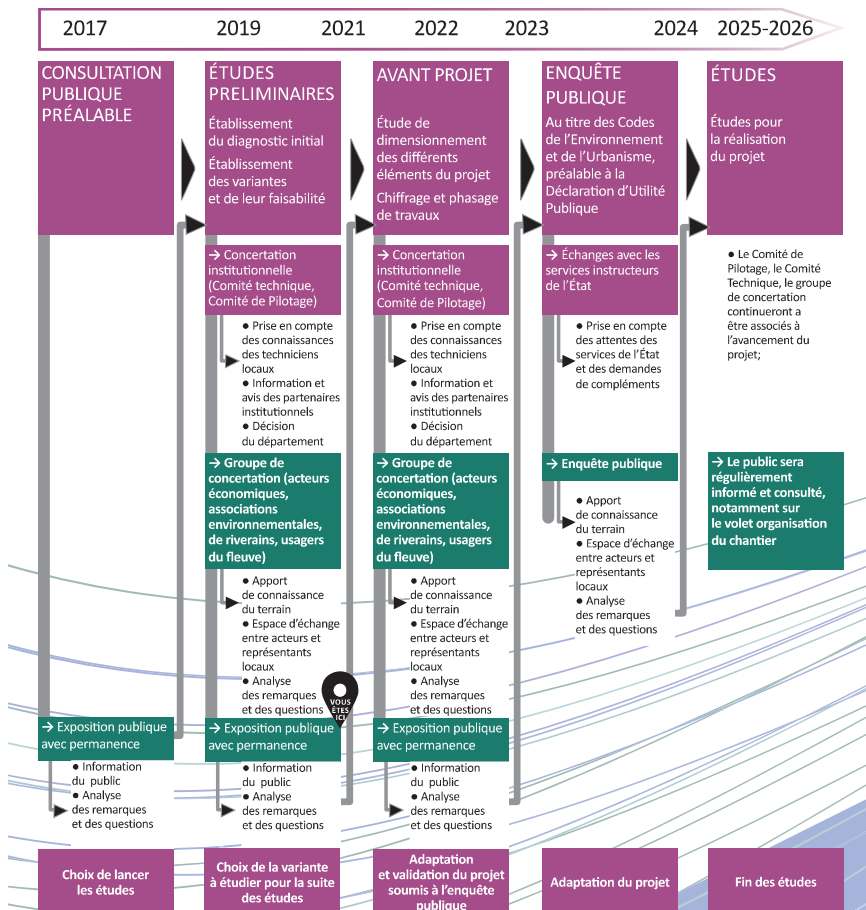 2017
2019
2021
2022
2023
2024
2025-2026
CONSULTATION
PUBLIQUE
PRÉALABLE
→ Exposition publique
avec permanence
● Information
du public
● Analyse
des remarques
et des questions
Choix de lancer
les études
ÉTUDES
PRELIMINAIRES
Établissement
du diagnostic initial
Établissement
des variantes
et de leur faisabilité
→ Concertation
institutionnelle
(Comité technique,
Comité de Pilotage)
● Prise en compte
des connaissances
des techniciens
locaux
● Information et
avis des partenaires
institutionnels
● Décision
du département
→ Groupe de
concertation (acteurs
économiques,
associations
environnementales,
de riverains, usagers
du fleuve)
● Apport
de connaissance
du terrain
● Espace d'échange
entre acteurs et
représentants
locaux
● Analyse
des remarques
et des questions
VOUS
ÊTES
ICI
→ Exposition publique
avec permanence
● Information
du public
● Analyse
des remarques
et des questions
Choix de la variante
à étudier pour la suite
des études
AVANT PROJET
Étude de
dimensionnement
des différents
éléments du projet
Chiffrage et phasage
de travaux
→ Concertation
institutionnelle
(Comité technique,
Comité de Pilotage)
● Prise en compte
des connaissances
des techniciens
locaux
● Information et
avis des partenaires
institutionnels
● Décision
du département
→ Groupe de
concertation (acteurs
économiques,
associations
environnementales,
de riverains, usagers
du fleuve)
● Apport
de connaissance
du terrain
● Espace d'échange
entre acteurs et
représentants
locaux
● Analyse
des remarques
et des questions
→ Exposition publique
avec permanence
● Information
du public
● Analyse
des remarques
et des questions
Adaptation
et validation du projet
soumis à l'enquête
publique
ENQUÊTE
PUBLIQUE
Au titre des Codes
de l'Environnement
et de l'Urbanisme,
préalable à la
Déclaration d'Utilité
Publique
→ Échanges avec les
services instructeurs
de l'État
● Prise en compte
des attentes des
services de l'État
et des demandes
de compléments
→ Enquête publique
● Apport
de connaissance
du terrain
● Espace d'échange
entre acteurs et
représentants
locaux
● Analyse
des remarques
et des questions
Adaptation du projet
ÉTUDES
Études pour
la réalisation
du projet
● Le Comité de
Pilotage, le Comité
Technique, le groupe
de concertation
continueront a
être associés à
l'avancement du
projet;
→ Le public sera
régulièrement
informé et consulté,
notamment sur
le volet organisation
du chantier
Fin des études